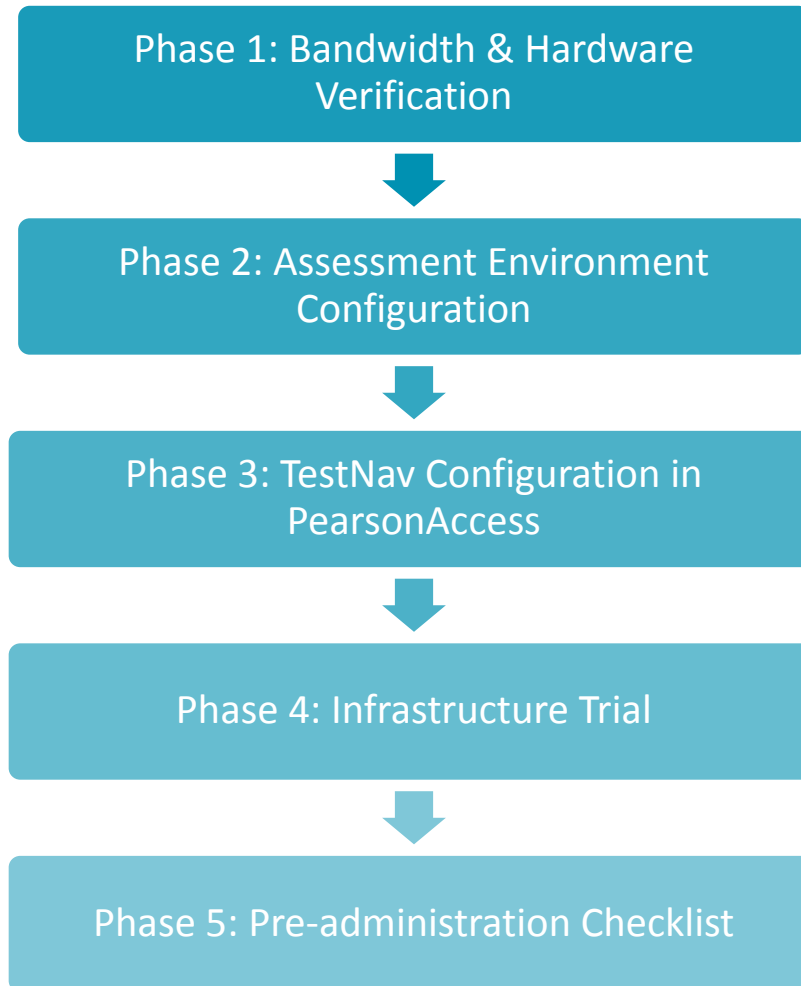 Phase 1: Bandwidth & Hardware
Verification
Phase 2: Assessment Environment
Configuration
Phase 3: TestNav Configuration in
PearsonAccess
Phase 4: Infrastructure Trial
Phase 5: Pre-administration Checklist